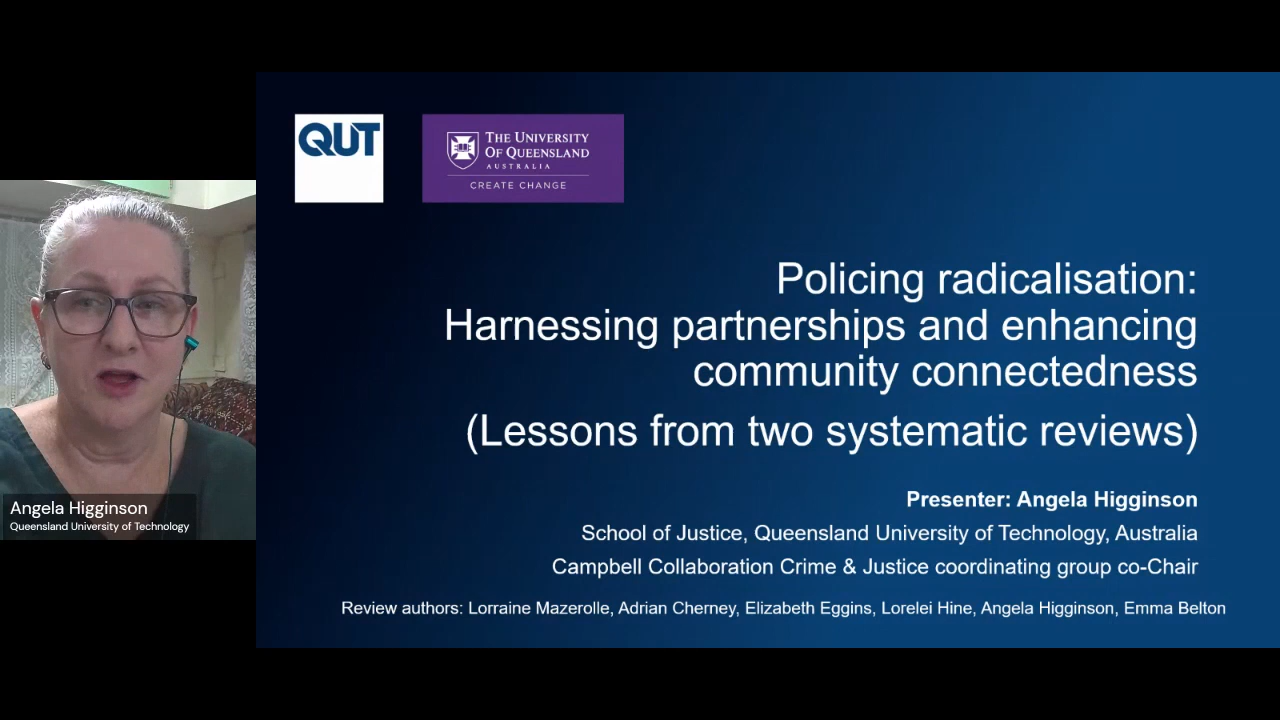 QUT
THE UNIVERSITY
OF QUEENSLAND
AUSTRALIA
CREATE CHANGE
Policing radicalisation:
Harnessing partnerships and enhancing
community connectedness
(Lessons from two systematic reviews)
Presenter: Angela Higginson
School of Justice, Queensland University of Technology, Australia
Campbell Collaboration Crime & Justice coordinating group co-Chair
Review authors: Lorraine Mazerolle, Adrian Cherney, Elizabeth Eggins, Lorelei Hine, Angela Higginson, Emma Belton
Angela Higginson
Queensland University of Technology